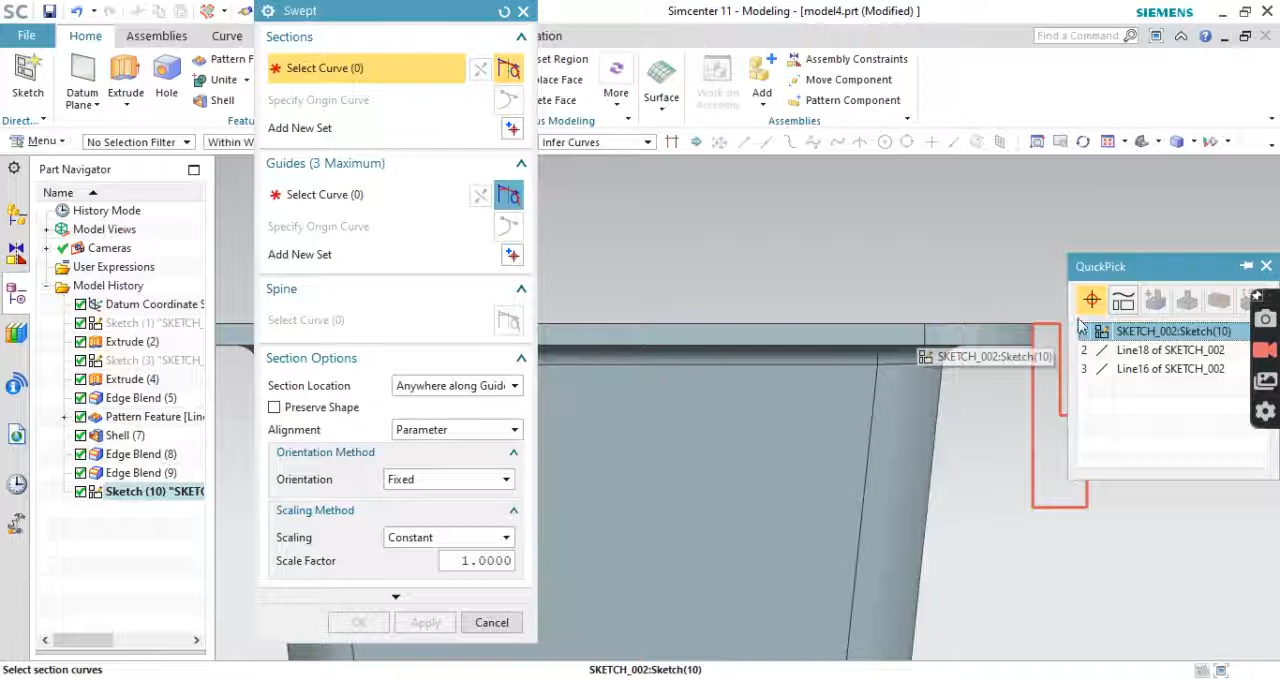 SC
Swept
Simcenter 11 - Modeling - [model4.prt (Modified) ]
SIEMENS
File
Home
Assemblies
Curve
ation
Find a Command
Sketch
Datum
Plane
Extrude
Hole
Pattern F
Unite
Shell
set Region
place Face
ete Face
More
Surface
Work on
Assembly
Add
Assembly Constraints
Move Component
Pattern Component
Direct...
Featu
us Modeling
Assemblies
Menu
No Selection Filter
Within W
Infer Curves
Part Navigator
Name
History Mode
Model Views
Cameras
User Expressions
Model History
Datum Coordinate S
Sketch (1) "SKETCH_
Extrude (2)
Sketch (3) "SKETCH_
Extrude (4)
Edge Blend (5)
Pattern Feature [Line
Shell (7)
Edge Blend (8)
Edge Blend (9)
Sketch (10) "SKETC
Sections
Select Curve (0)
Specify Origin Curve
Add New Set
Guides (3 Maximum)
Select Curve (0)
Specify Origin Curve
Add New Set
Spine
Select Curve (0)
Section Options
Section Location
Anywhere along Guid
Preserve Shape
Alignment
Parameter
Orientation Method
Orientation
Fixed
Scaling Method
Scaling
Constant
Scale Factor
1.0000
OK
Apply
Cancel
SKETCH_002:Sketch(10)
QuickPick
SKETCH_002:Sketch(10)
2 Line18 of SKETCH_002
3 Line16 of SKETCH_002
Select section curves
SKETCH_002:Sketch(10)